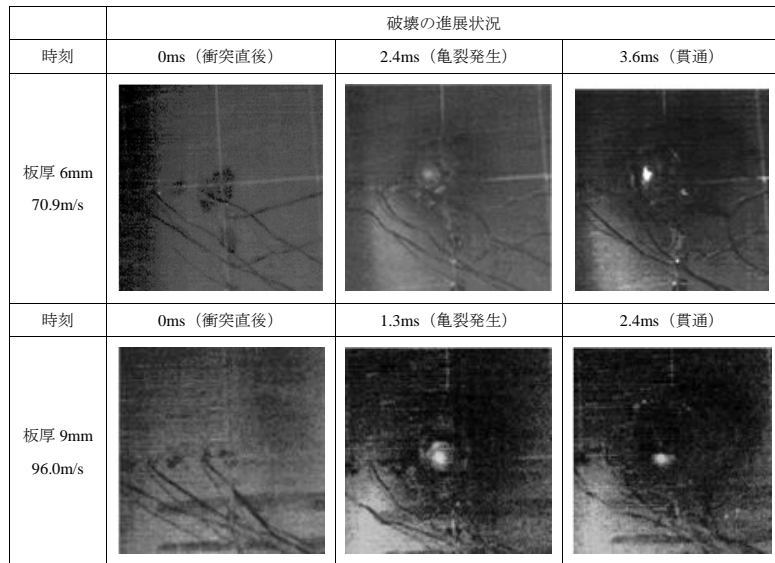 破壊の進展状況
時刻
0ms（衝突直後）
2.4ms（亀裂発生）
3.6ms（貫通）
板厚 6mm
70.9m/s
時刻
0ms（衝突直後）
1.3ms（亀裂発生）
2.4ms（貫通）
板厚 9mm
96.0m/s